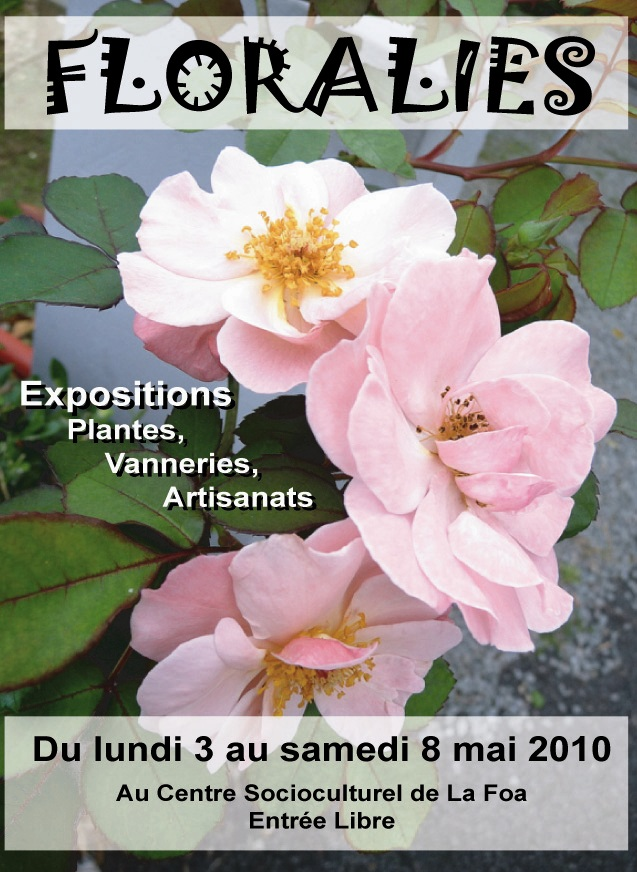 FLORALIES
Expositions
Plantes,
Vanneries,
Artisanats
Du lundi 3 au samedi 8 mai 2010
Au Centre Socioculturel de La Foa
Entrée Libre